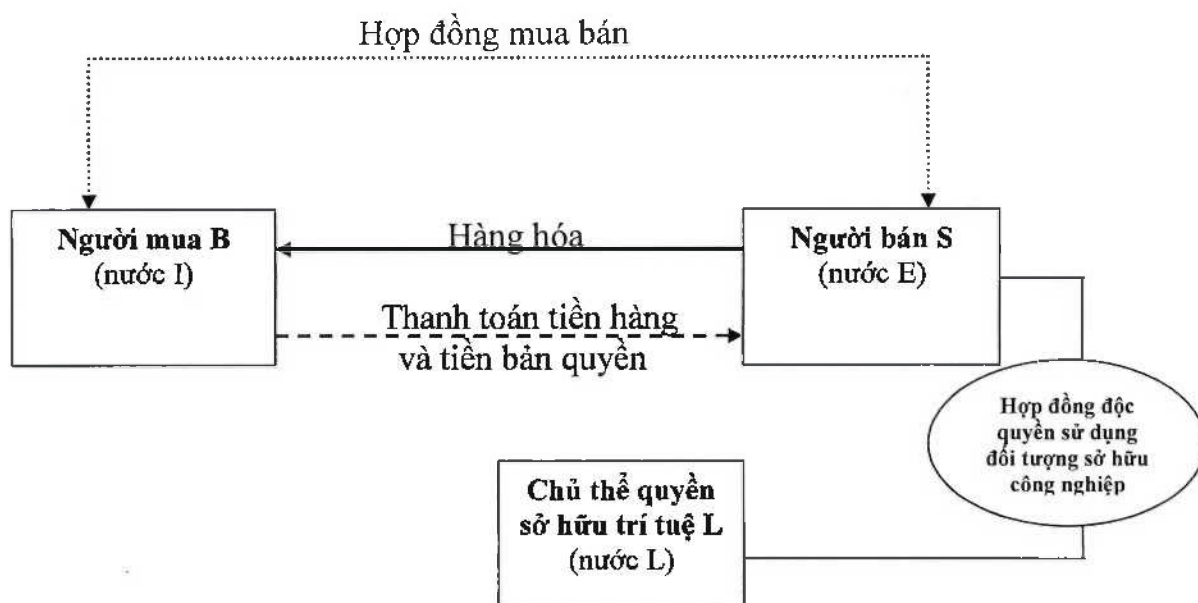 Hợp đồng mua bán
Người mua B
(nước I)
Hàng hóa
Người bán S
(nước E)
Thanh toán tiền hàng
và tiền bản quyền
Hợp đồng độc
quyền sử dụng
đối tượng sở hữu
công nghiệp
Chủ thể quyền
sở hữu trí tuệ L
(nước L)